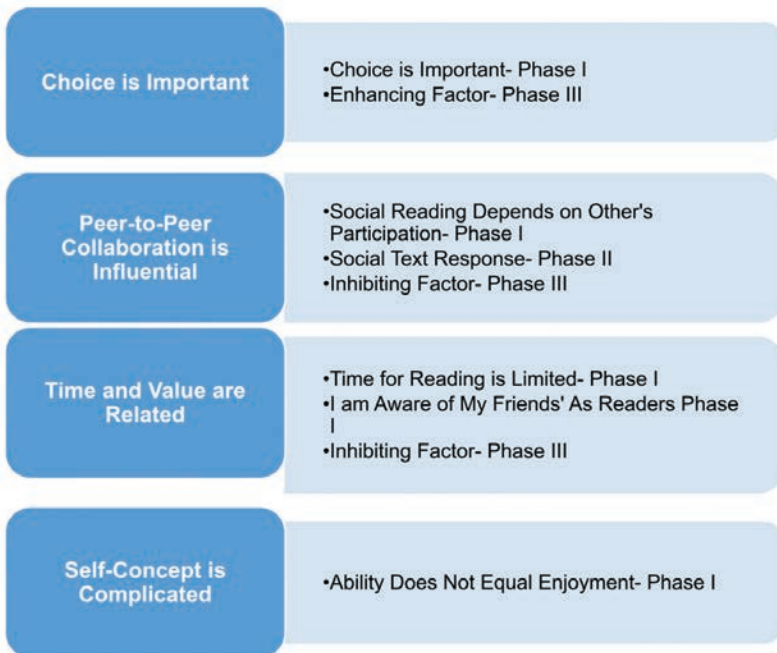 Choice is Important
•Choice is Important- Phase I
•Enhancing Factor- Phase III
Peer-to-Peer
Collaboration is
Influential
•Social Reading Depends on Other's
Participation- Phase I
•Social Text Response- Phase II
•Inhibiting Factor- Phase III
Time and Value are
Related
•Time for Reading is Limited- Phase I
•I am Aware of My Friends' As Readers Phase
I
•Inhibiting Factor- Phase III
Self-Concept is
Complicated
•Ability Does Not Equal Enjoyment- Phase I